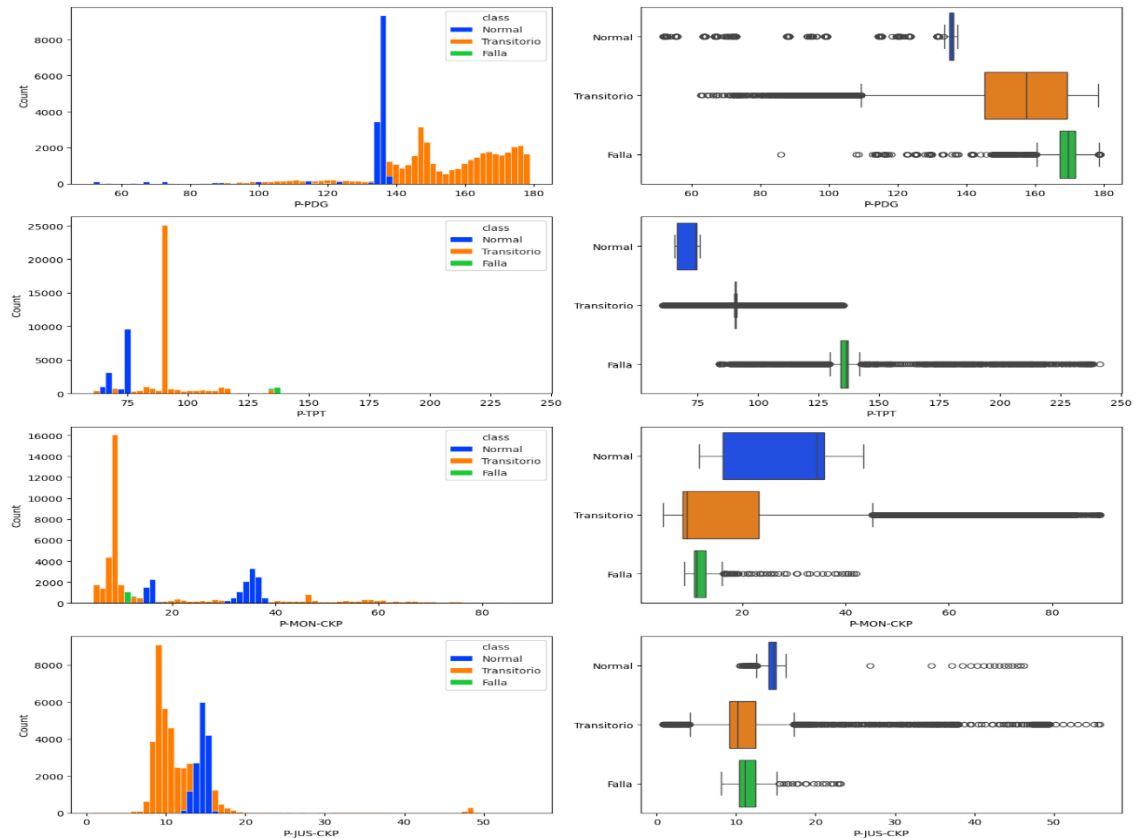 class
Normal
Transitorio
Falla
8000
6000
4000
2000
0
Count
60 80 100 120 140 160 180
P-PDG
Normal
Transitorio
Falla
60 80 100 120 140 160 180
P-PDG
class
Normal
Transitorio
Falla
25000
20000
15000
10000
5000
0
Count
75 100 125 150 175 200 225 250
P-TPT
Normal
Transitorio
Falla
75 100 125 150 175 200 225 250
P-TPT
class
Normal
Transitorio
Falla
16000
14000
12000
10000
8000
6000
4000
2000
0
Count
20 40 60 80
P-MON-CKP
Normal
Transitorio
Falla
20 40 60 80
P-MON-CKP
class
Normal
Transitorio
Falla
8000
6000
4000
2000
0
Count
0 10 20 30 40 50
P-JUS-CKP
Normal
Transitorio
Falla
0 10 20 30 40 50
P-JUS-CKP